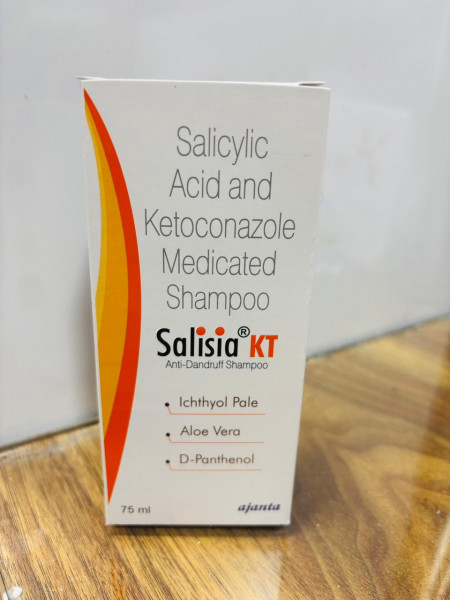 Salicylic
Acid and
Ketoconazole
Medicated
Shampoo
Salisia® KT
Anti-Dandruff Shampoo
• Ichthyol Pale
• Aloe Vera
• D-Panthenol
75 ml
ajanta